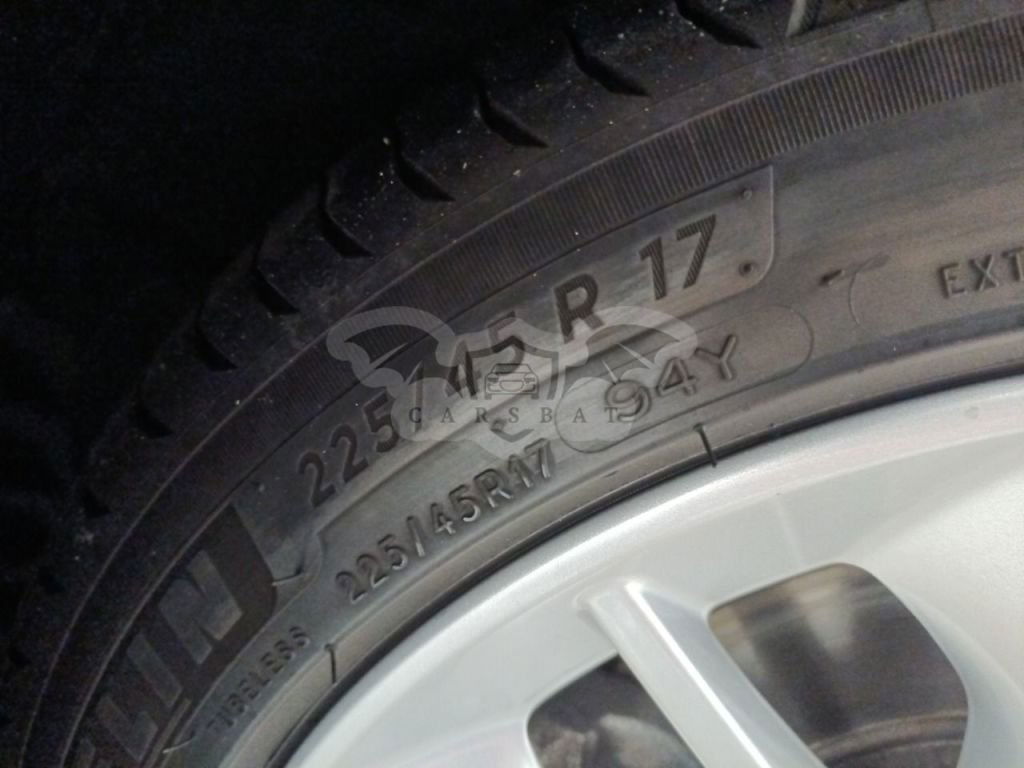 225/45 R 17
EXT
94Y
CARSBAT
225/45R17
TUBELESS